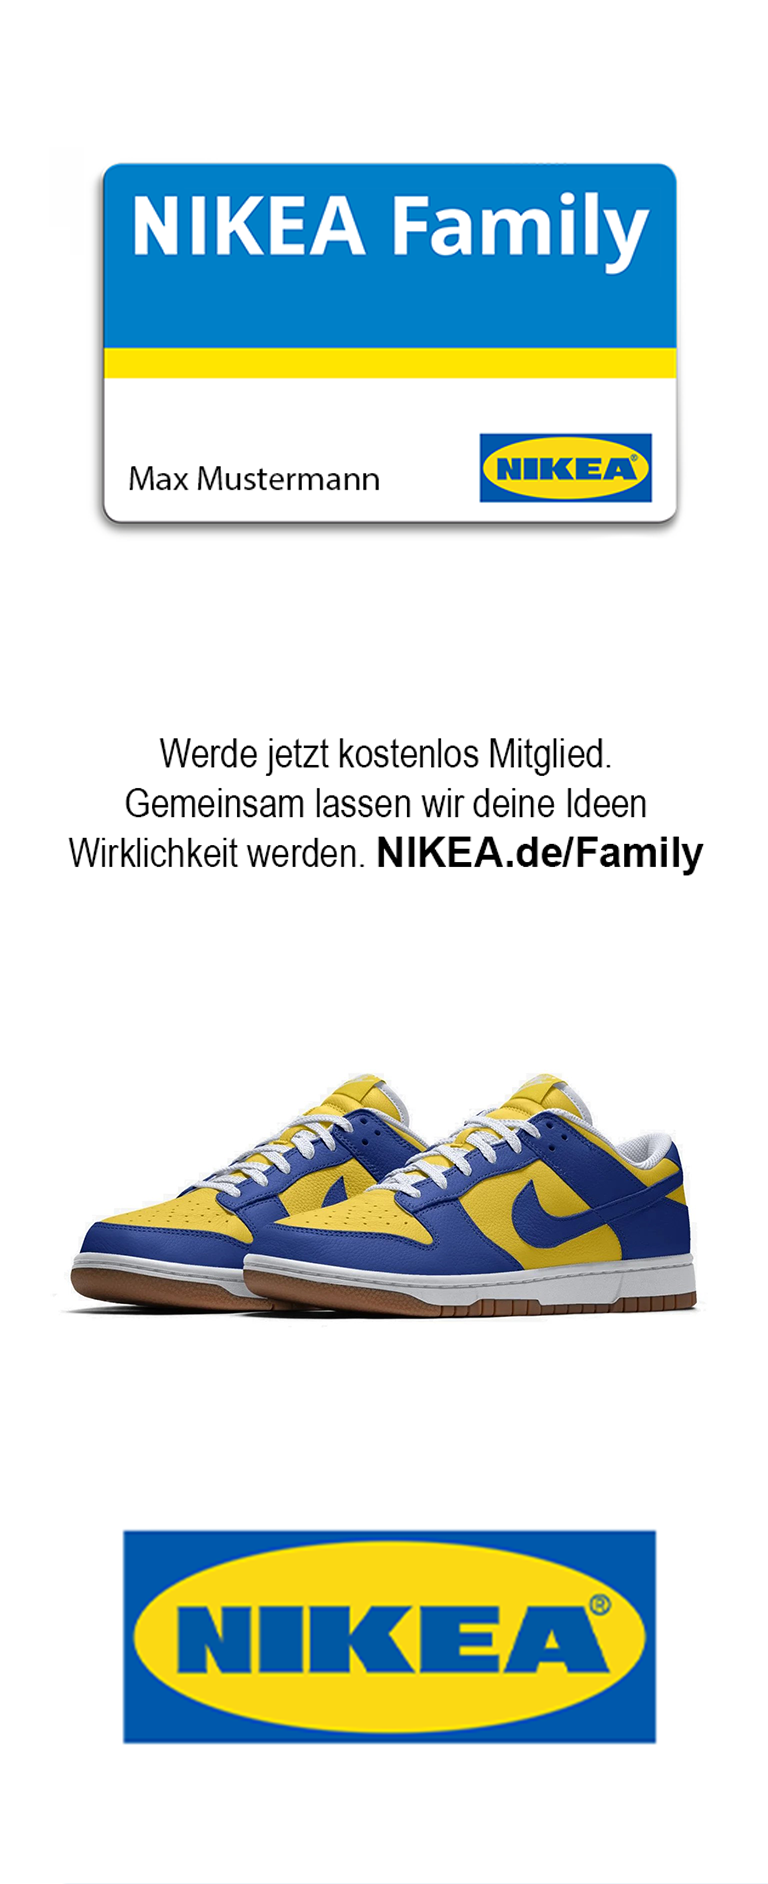 NIKEA Family
Max Mustermann
NIKEA®
Werde jetzt kostenlos Mitglied.
Gemeinsam lassen wir deine Ideen
Wirklichkeit werden. NIKEA.de/Family
NIKEA®